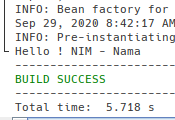 INFO: Bean factory for
Sep 29, 2020 8:42:17 AM
INFO: Pre-instantiating
Hello ! NIM - Nama
------------------------
BUILD SUCCESS
------------------------
Total time:  5.718 s